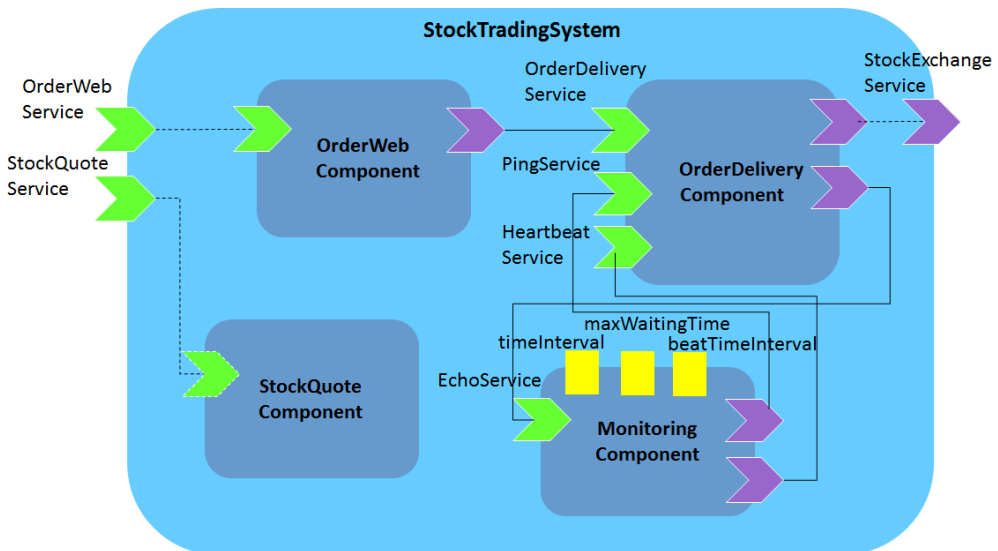 StockTradingSystem
OrderWeb
Service
StockQuote
Service
OrderWeb
Component
OrderDelivery
Service
PingService
Heartbeat
Service
OrderDelivery
Component
StockExchange
Service
StockQuote
Component
maxWaitingTime
timeInterval
beatTimeInterval
EchoService
Monitoring
Component